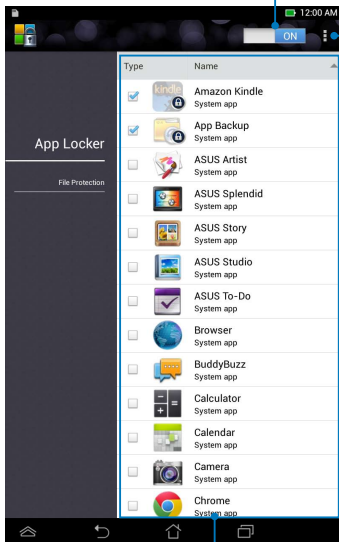 12:00 AM
ON
Type Name
kindle
Amazon Kindle
System app
App Backup
System app
App Locker
ASUS Artist
System app
File Protection
ASUS Splendid
System app
ASUS Story
System app
ASUS Studio
System app
ASUS To-Do
System app
Browser
System app
BuddyBuzz
System app
Calculator
System app
Calendar
System app
Camera
System app
Chrome
System app